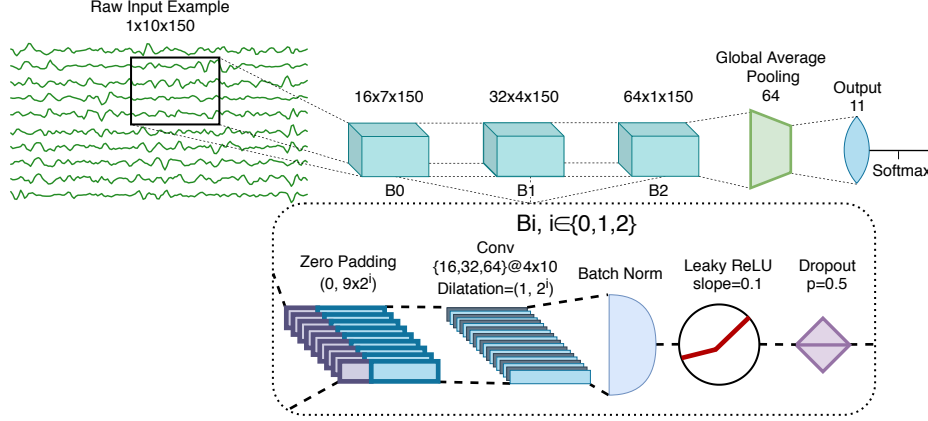 Raw Input Example
1x10x150
16x7x150
32x4x150
64x1x150
Global Average
Pooling
64
Output
11
Softmax
B0
B1
B2
Bi, i∈{0,1,2}
Zero Padding
(0, 9x2ⁱ)
Conv
{16,32,64}@4x10
Dilatation=(1, 2ⁱ)
Batch Norm
Leaky ReLU
slope=0.1
Dropout
p=0.5